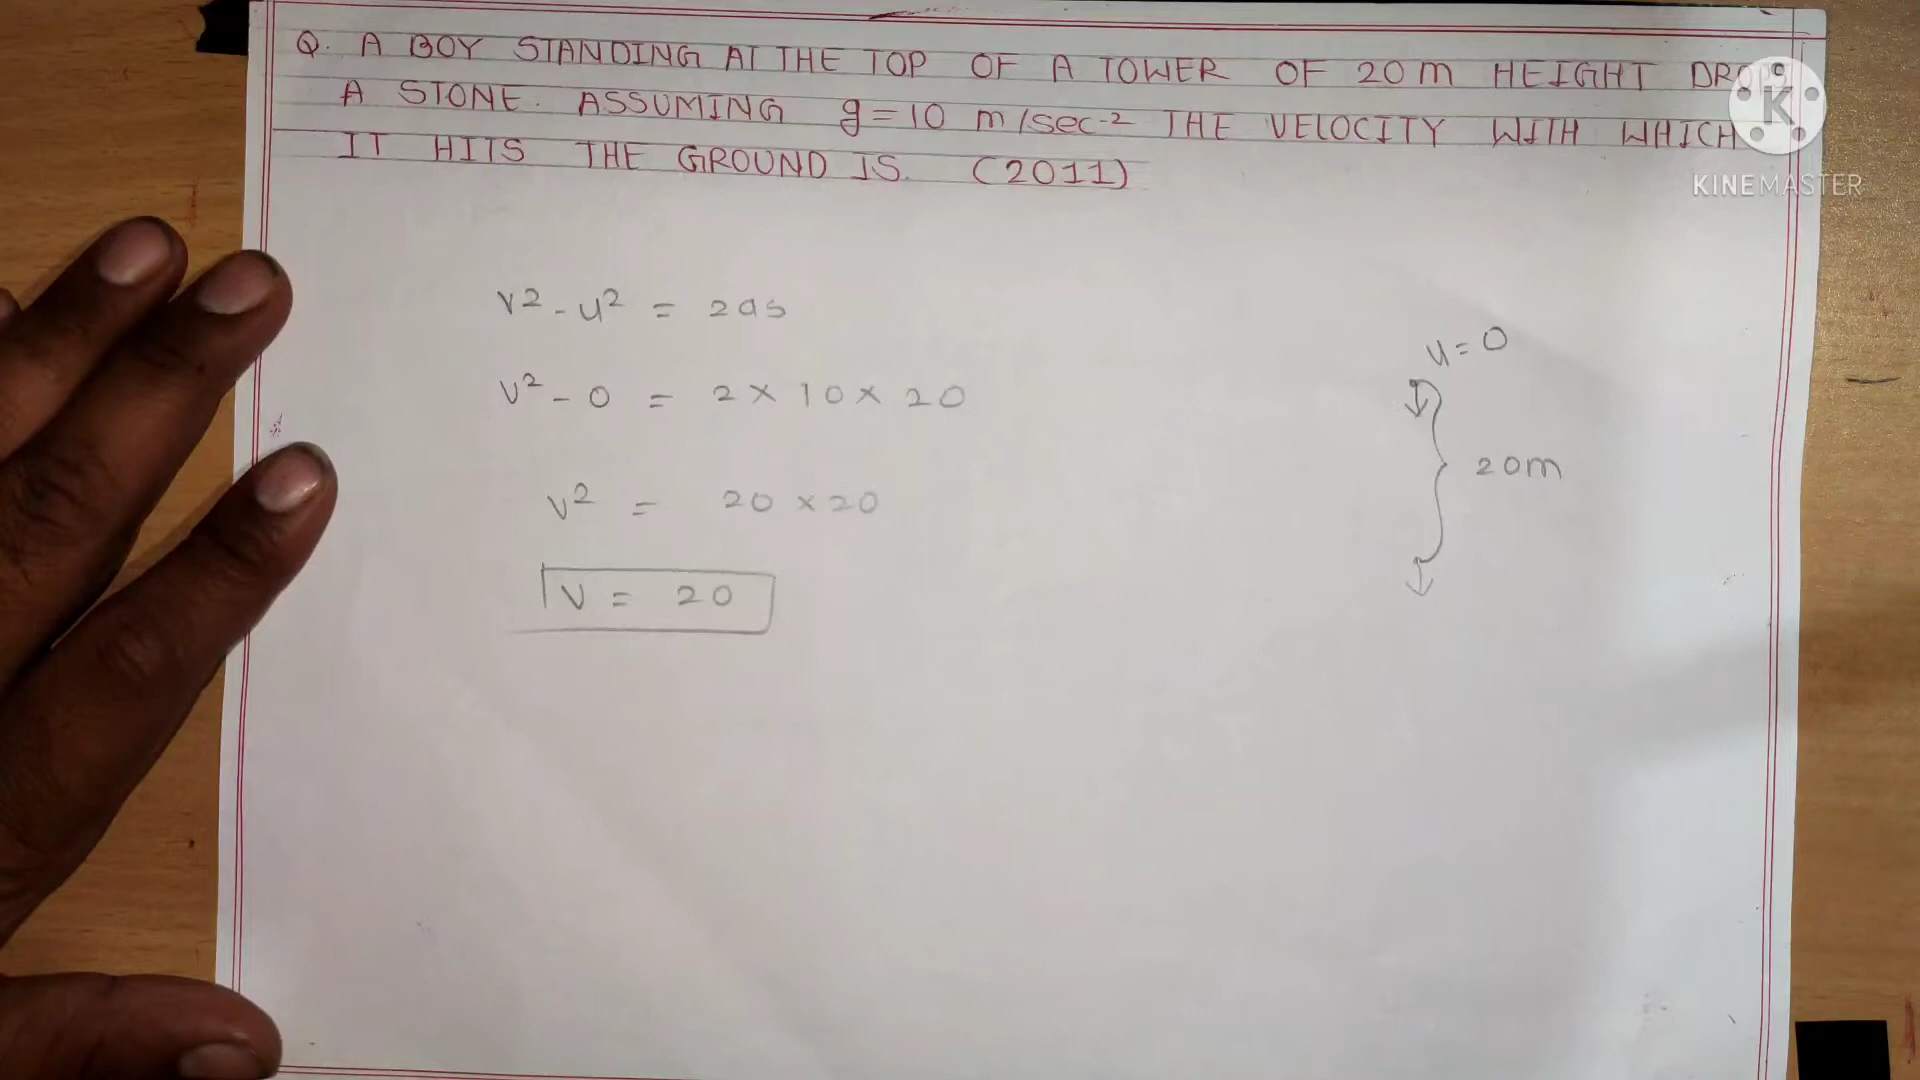 Q. A BOY STANDING AT THE TOP OF A TOWER OF 20 m HEIGHT DROPS
A STONE. ASSUMING g = 10 m/sec-2 THE VELOCITY WITH WHICH
IT HITS THE GROUND IS. (2011)
K
KINEMASTER
v2 - u2 = 2as
u = 0
v2 - 0 = 2 × 10 × 20
20m
v2 = 20 × 20
v = 20